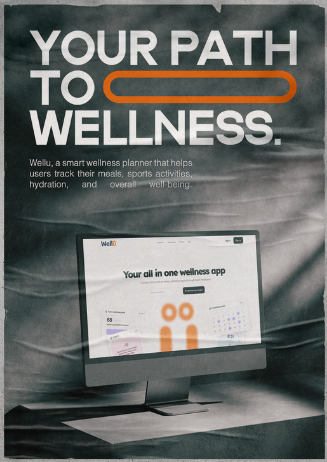 YOUR PATH
TO
WELLNESS.
Wellu, a smart wellness planner that helps
users track their meals, sports activities,
hydration, and overall well-being.
Wellu
Your all in one wellness app